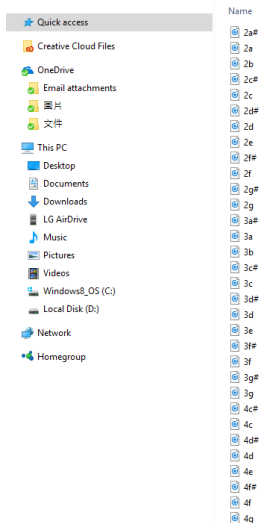 Quick access
Creative Cloud Files
OneDrive
Email attachments
圖片
文件
This PC
Desktop
Documents
Downloads
LG AirDrive
Music
Pictures
Videos
Windows8_OS (C:)
Local Disk (D:)
Network
Homegroup
Name
2a#
2a
2b
2c#
2c
2d#
2d
2e
2f#
2f
2g#
2g
3a#
3a
3b
3c#
3c
3d#
3d
3e
3f#
3f
3g#
3g
4c#
4c
4d#
4d
4e
4f#
4f
4g